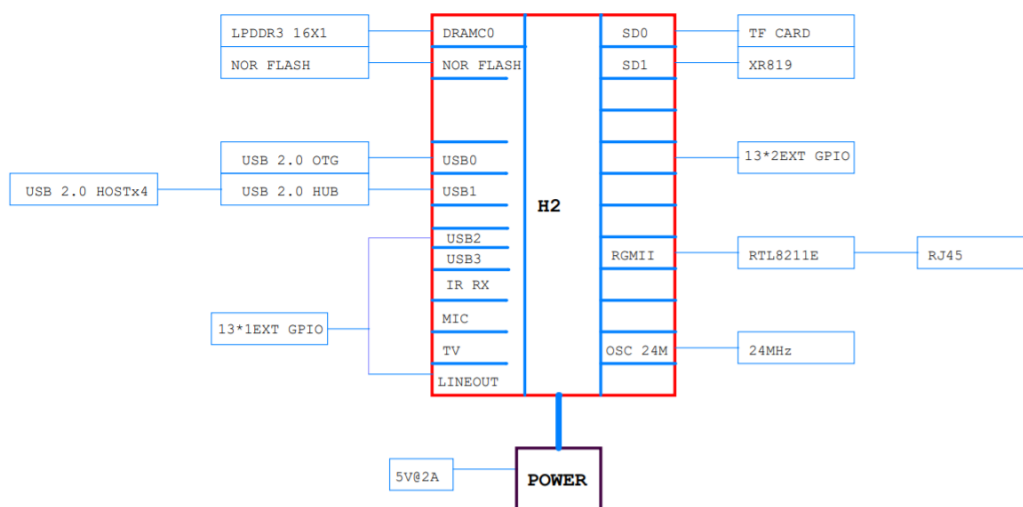 LPDDR3 16X1
DRAMC0
SD0
TF CARD
NOR FLASH
NOR FLASH
SD1
XR819
USB 2.0 OTG
USB0
13*2EXT GPIO
USB 2.0 HOSTx4
USB 2.0 HUB
USB1
H2
USB2
USB3
RGMII
RTL8211E
RJ45
IR RX
13*1EXT GPIO
MIC
TV
OSC 24M
24MHz
LINEOUT
5V@2A
POWER